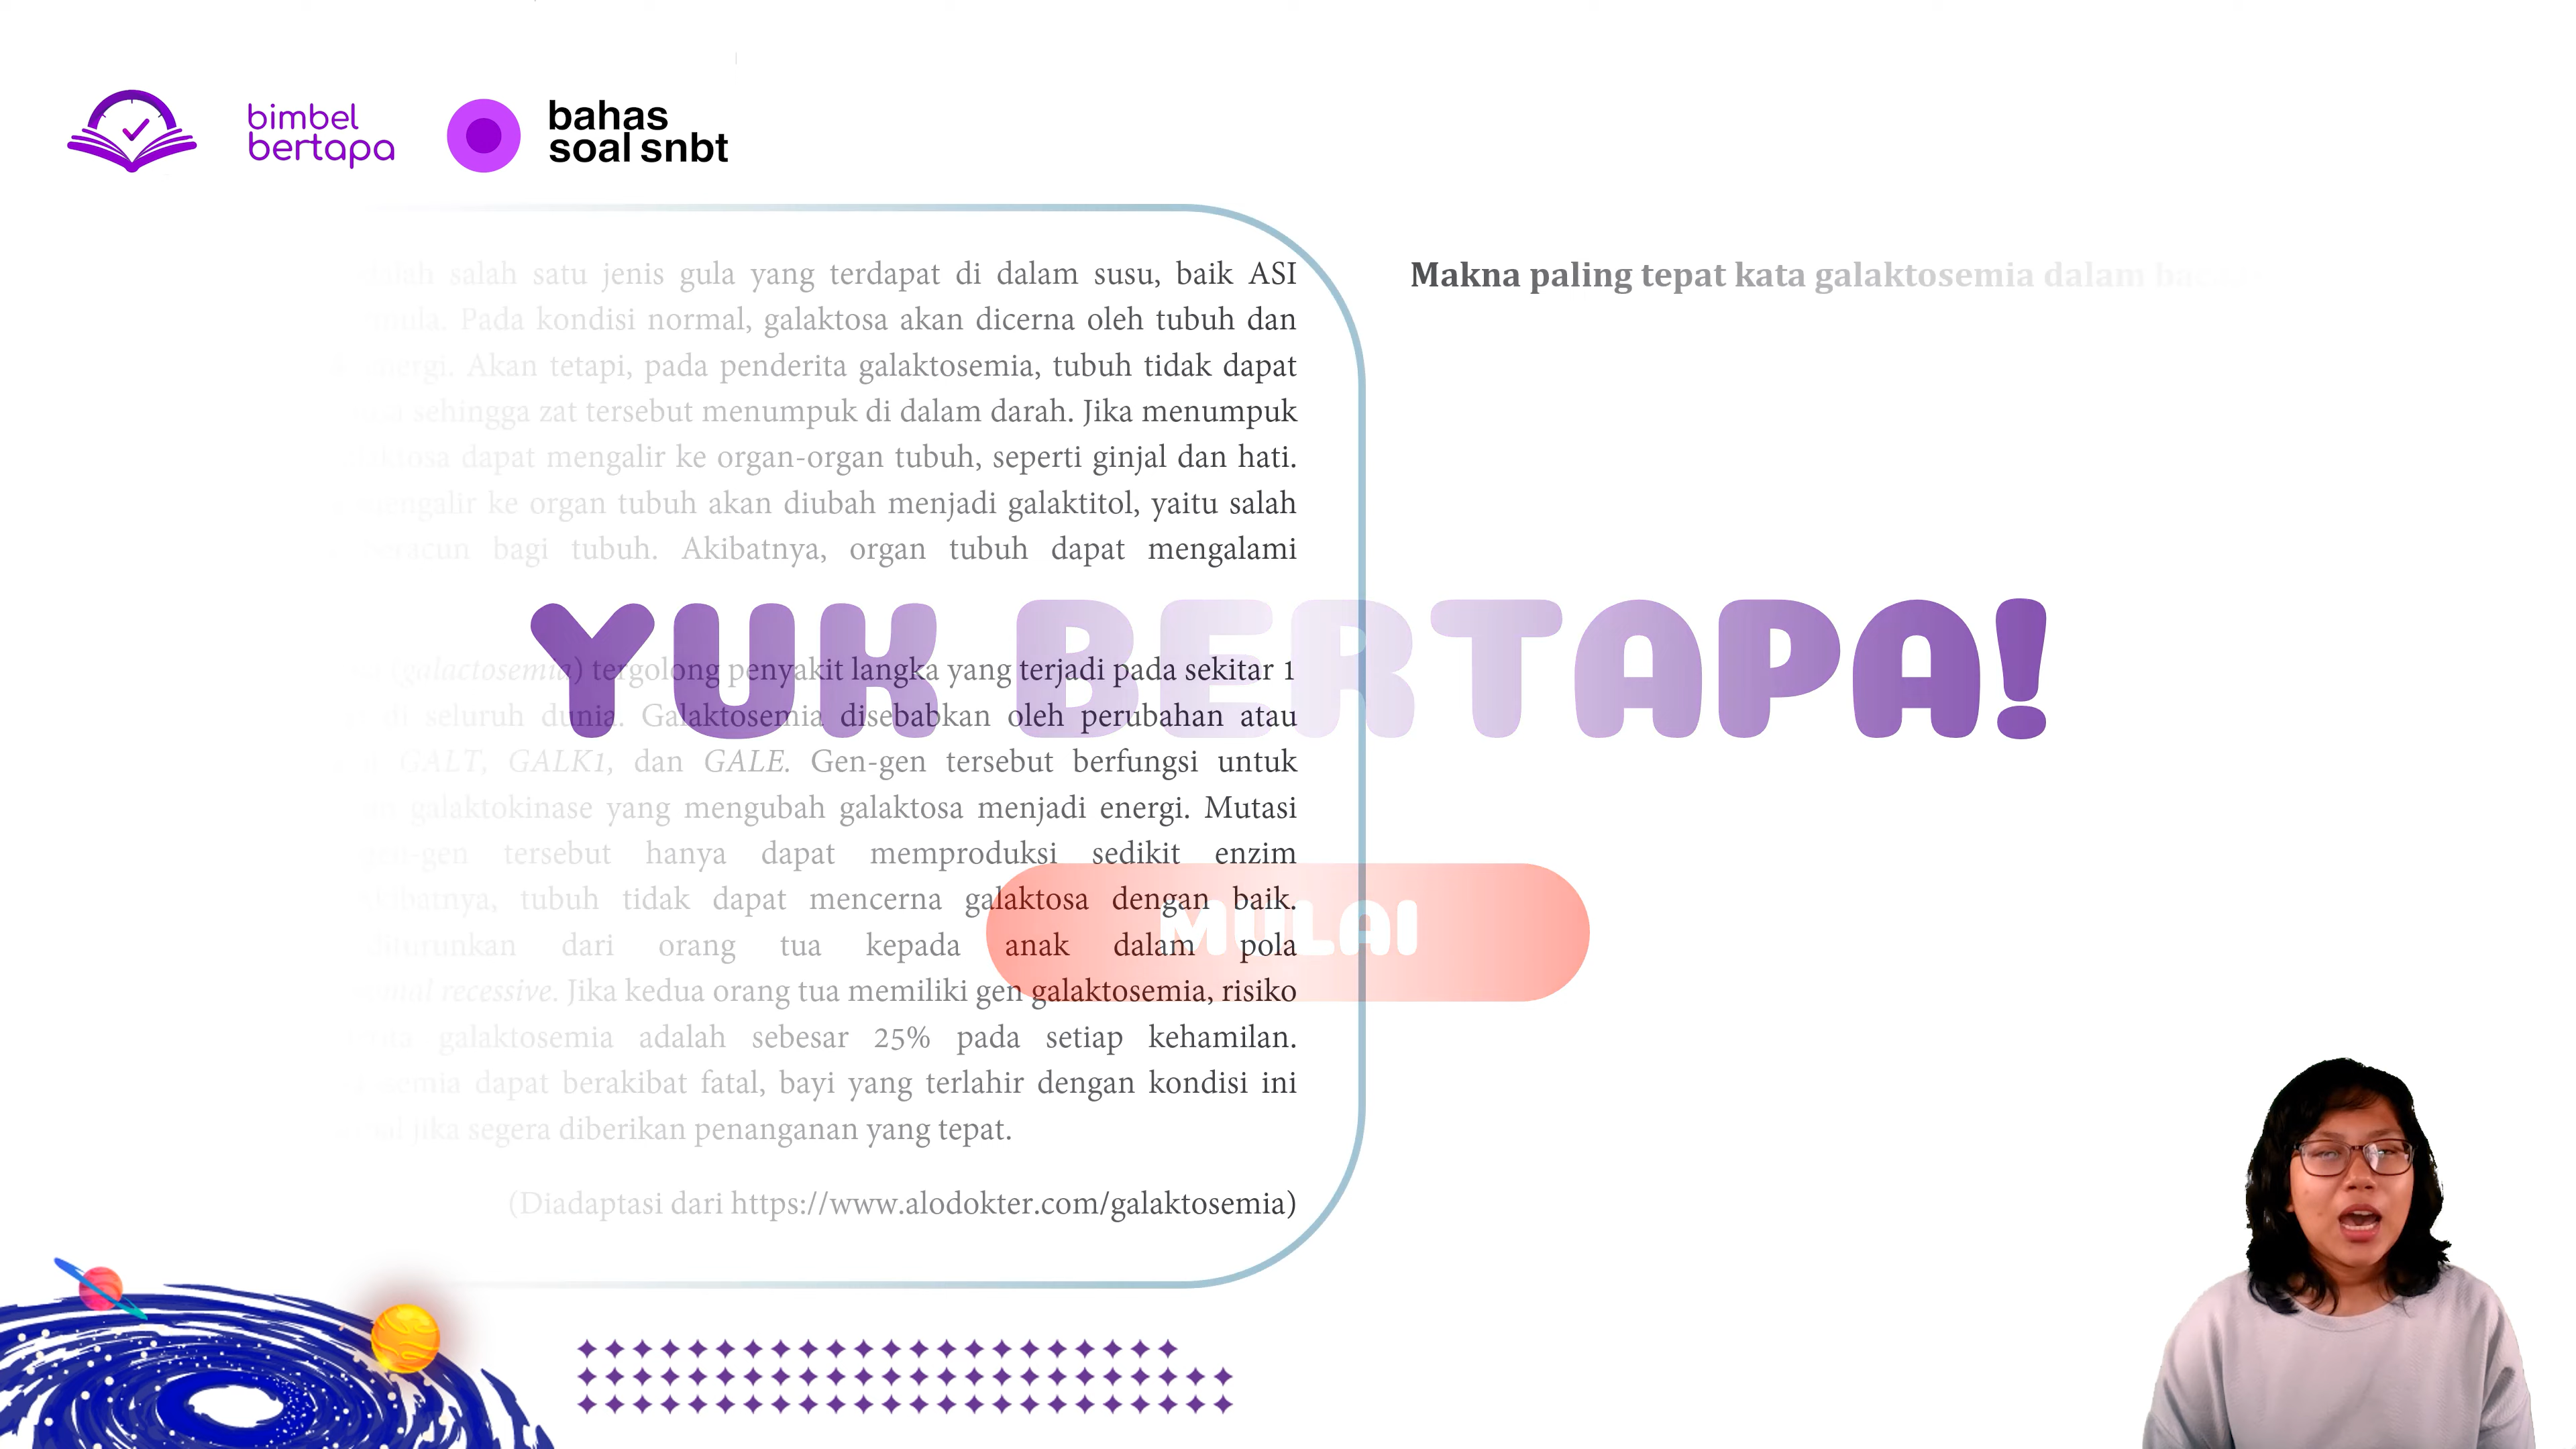 bimbel
bertapa
bahas
soal snbt
salah satu jenis gula yang terdapat di dalam susu, baik ASI
Pada kondisi normal, galaktosa akan dicerna oleh tubuh dan
Akan tetapi, pada penderita galaktosemia, tubuh tidak dapat
sehingga zat tersebut menumpuk di dalam darah. Jika menumpuk
dapat mengalir ke organ-organ tubuh, seperti ginjal dan hati.
mengalir ke organ tubuh akan diubah menjadi galaktitol, yaitu salah
bagi tubuh. Akibatnya, organ tubuh dapat mengalami
(galactosemia) tergolong penyakit langka yang terjadi pada sekitar 1
di seluruh dunia. Galaktosemia disebabkan oleh perubahan atau
GALT, GALK1, dan GALE. Gen-gen tersebut berfungsi untuk
galaktokinase yang mengubah galaktosa menjadi energi. Mutasi
tersebut hanya dapat memproduksi sedikit enzim
tubuh tidak dapat mencerna galaktosa dengan baik.
diturunkan dari orang tua kepada anak dalam pola
recessive. Jika kedua orang tua memiliki gen galaktosemia, risiko
galaktosemia adalah sebesar 25% pada setiap kehamilan.
dapat berakibat fatal, bayi yang terlahir dengan kondisi ini
jika segera diberikan penanganan yang tepat.
(Diadaptasi dari https://www.alodokter.com/galaktosemia)
Makna paling tepat kata galaktosemia dalam
YUK BERTAPA!
MULAI